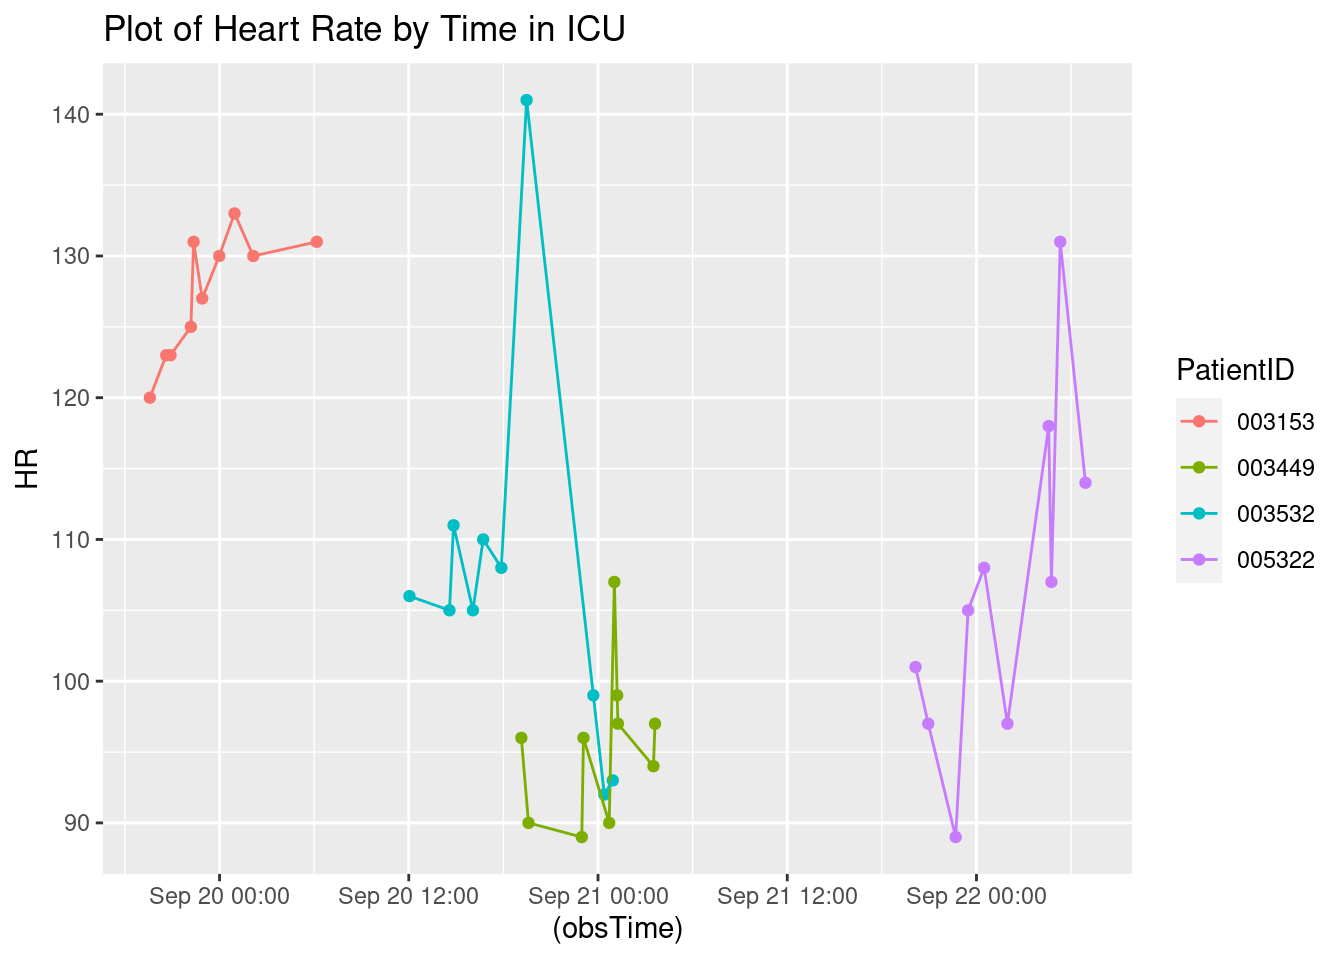 Plot of Heart Rate by Time in ICU
140
130
120
110
100
90
HR
Sep 20 00:00
Sep 20 12:00
Sep 21 00:00
Sep 21 12:00
Sep 22 00:00
(obsTime)
PatientID
003153
003449
003532
005322